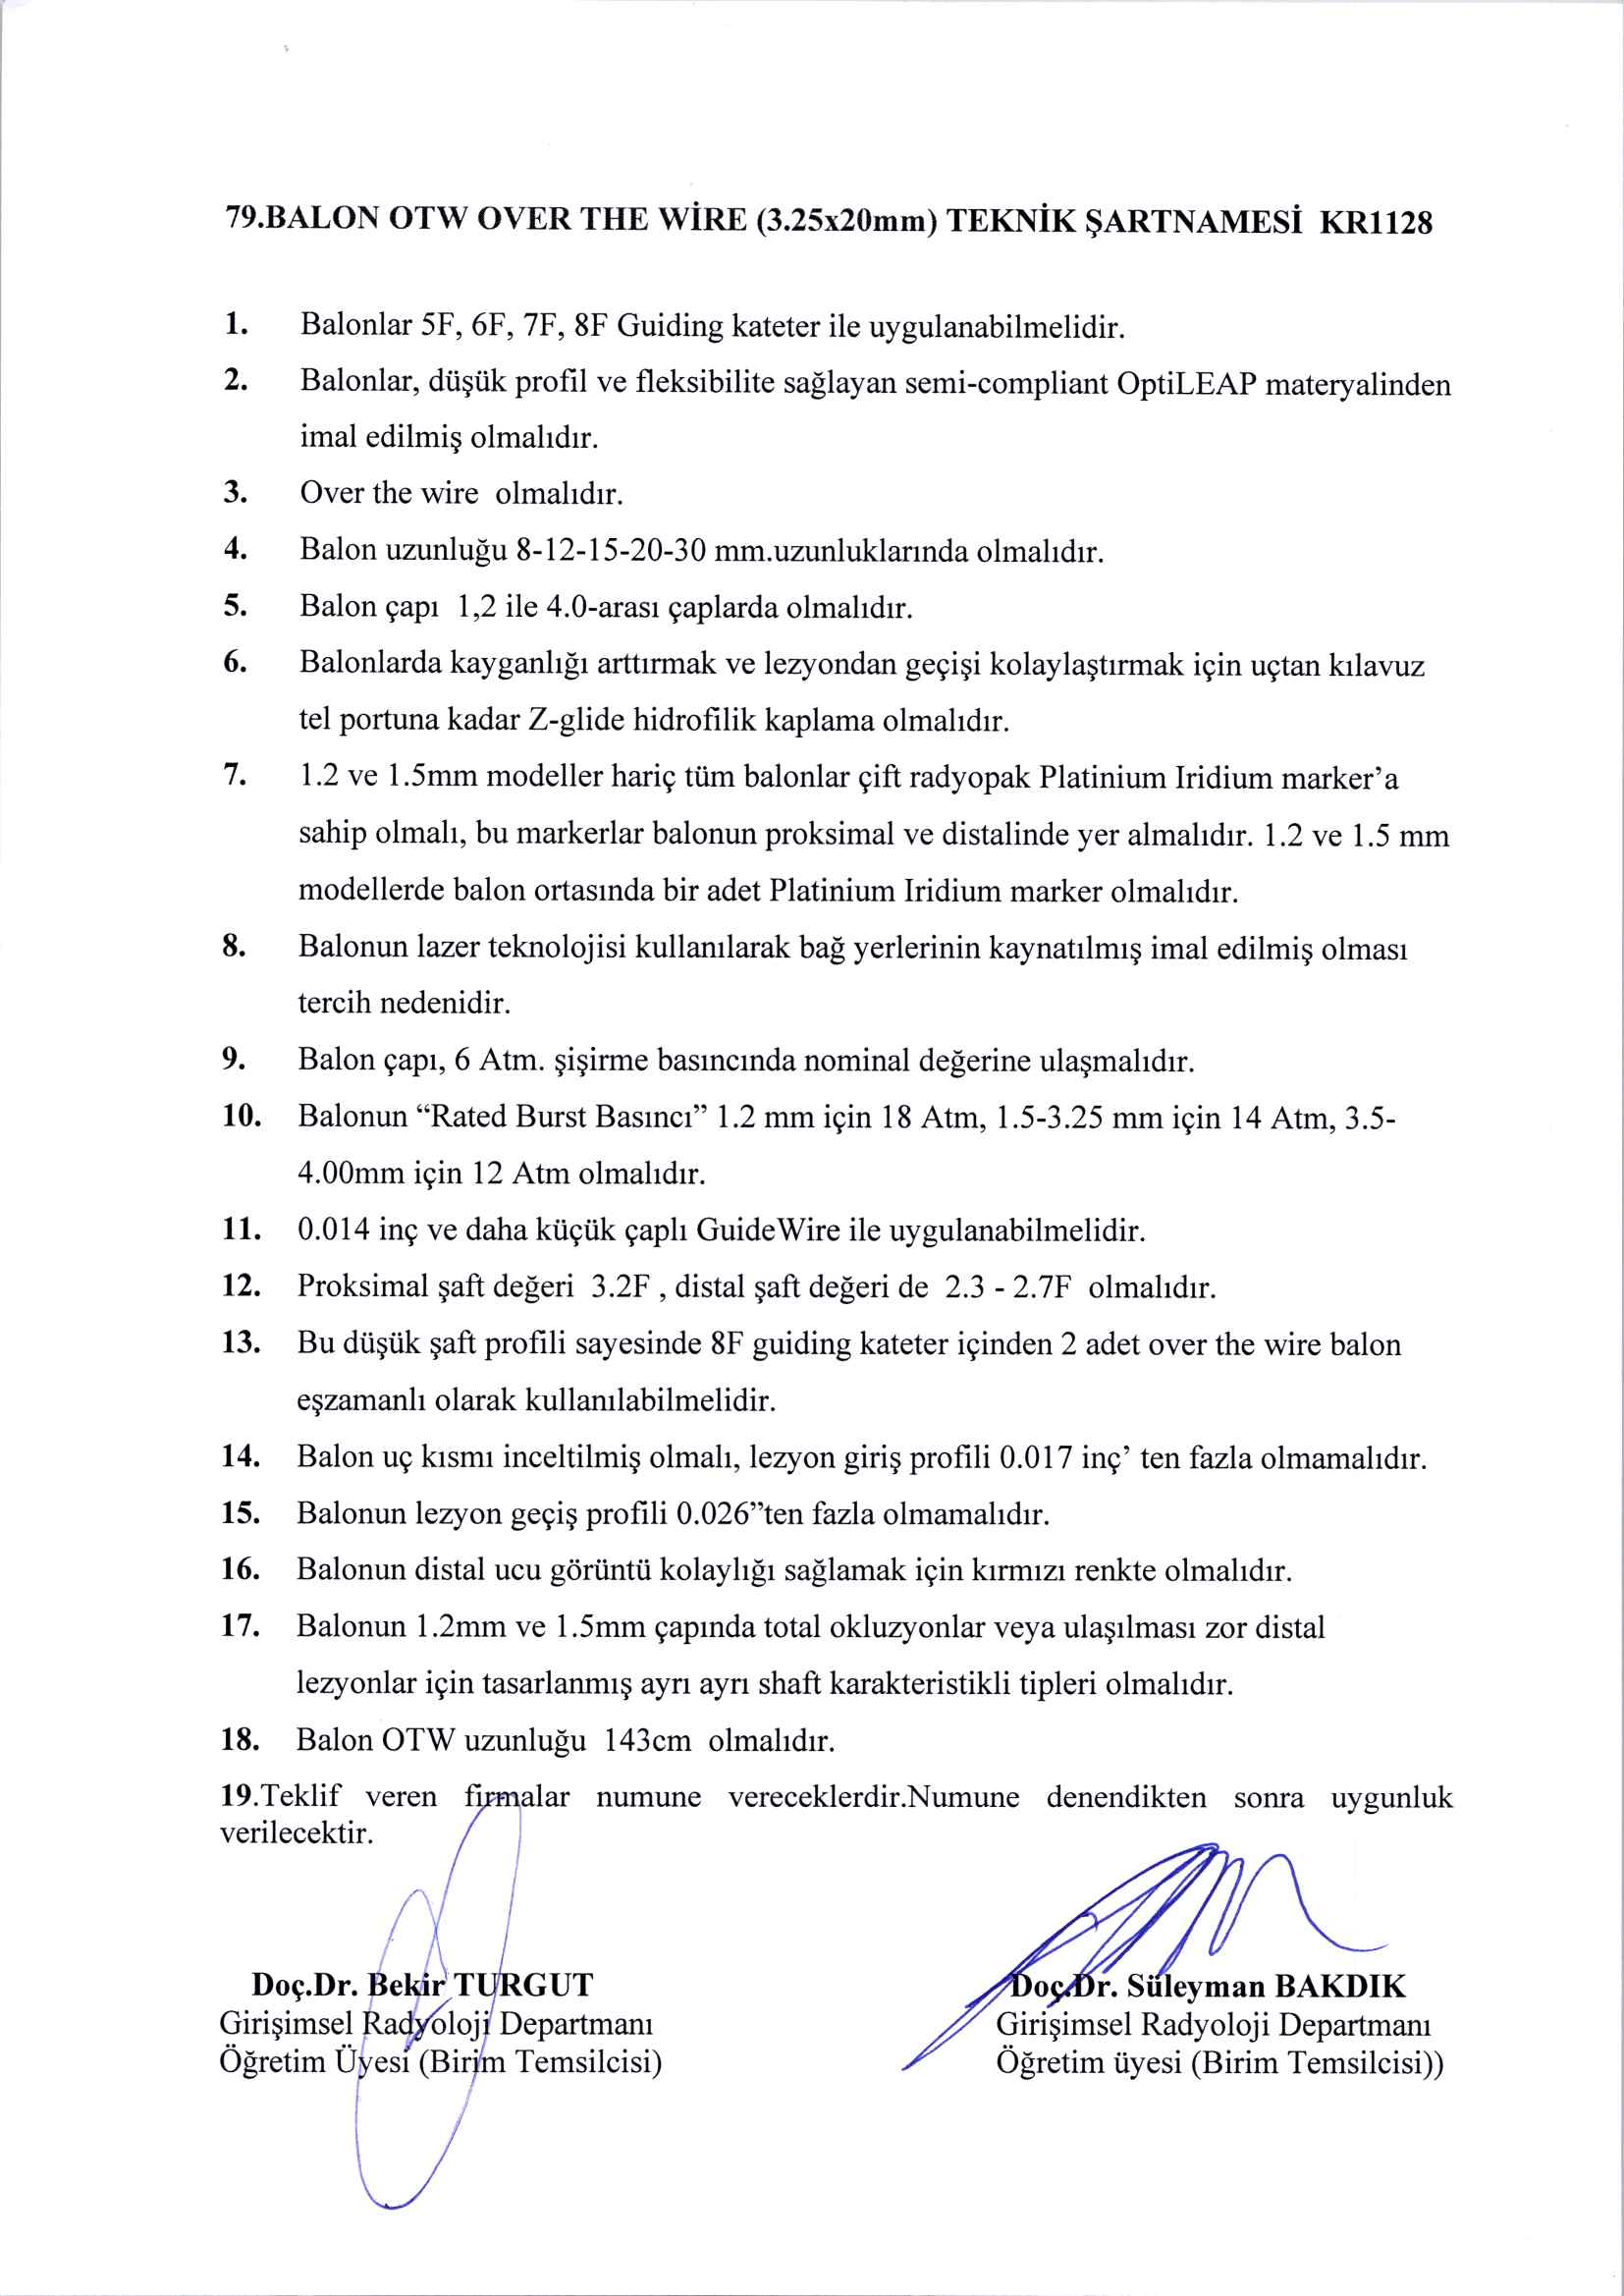 79.BALON OTW OVER THE WİRE (3.25x20mm) TEKNİK ŞARTNAMESİ KR1128
1. Balonlar 5F, 6F, 7F, 8F Guiding kateter ile uygulanabilmelidir.
2. Balonlar, düşük profil ve fleksibilite sağlayan semi-compliant OptiLEAP materyalinden
imal edilmiş olmalıdır.
3. Over the wire olmalıdır.
4. Balon uzunluğu 8-12-15-20-30 mm.uzunluklarında olmalıdır.
5. Balon çapı 1,2 ile 4.0-arası çaplarda olmalıdır.
6. Balonlarda kayganlığı arttırmak ve lezyondan geçişi kolaylaştırmak için uçtan kılavuz
tel portuna kadar Z-glide hidrofilik kaplama olmalıdır.
7. 1.2 ve 1.5mm modeller hariç tüm balonlar çift radyopak Platinium Iridium marker’a
sahip olmalı, bu markerlar balonun proksimal ve distalinde yer almalıdır. 1.2 ve 1.5 mm
modellerde balon ortasında bir adet Platinium Iridium marker olmalıdır.
8. Balonun lazer teknolojisi kullanılarak bağ yerlerinin kaynatılmış imal edilmiş olması
tercih nedenidir.
9. Balon çapı, 6 Atm. şişirme basıncında nominal değerine ulaşmalıdır.
10. Balonun “Rated Burst Basıncı” 1.2 mm için 18 Atm, 1.5-3.25 mm için 14 Atm, 3.5-
4.00mm için 12 Atm olmalıdır.
11. 0.014 inç ve daha küçük çaplı GuideWire ile uygulanabilmelidir.
12. Proksimal şaft değeri 3.2F , distal şaft değeri de 2.3 - 2.7F olmalıdır.
13. Bu düşük şaft profili sayesinde 8F guiding kateter içinden 2 adet over the wire balon
eşzamanlı olarak kullanılabilmelidir.
14. Balon uç kısmı inceltilmiş olmalı, lezyon giriş profili 0.017 inç’ ten fazla olmamalıdır.
15. Balonun lezyon geçiş profili 0.026”ten fazla olmamalıdır.
16. Balonun distal ucu görüntü kolaylığı sağlamak için kırmızı renkte olmalıdır.
17. Balonun 1.2mm ve 1.5mm çapında total okluzyonlar veya ulaşılması zor distal
lezyonlar için tasarlanmış ayrı ayrı shaft karakteristikli tipleri olmalıdır.
18. Balon OTW uzunluğu 143cm olmalıdır.
19.Teklif veren firmalar numune vereceklerdir.Numune denendikten sonra uygunluk
verilecektir.
Doç.Dr. Bekir TURGUT
Girişimsel Radyoloji Departmanı
Öğretim Üyesi (Birim Temsilcisi)
Doç.Dr. Süleyman BAKDIK
Girişimsel Radyoloji Departmanı
Öğretim üyesi (Birim Temsilcisi))